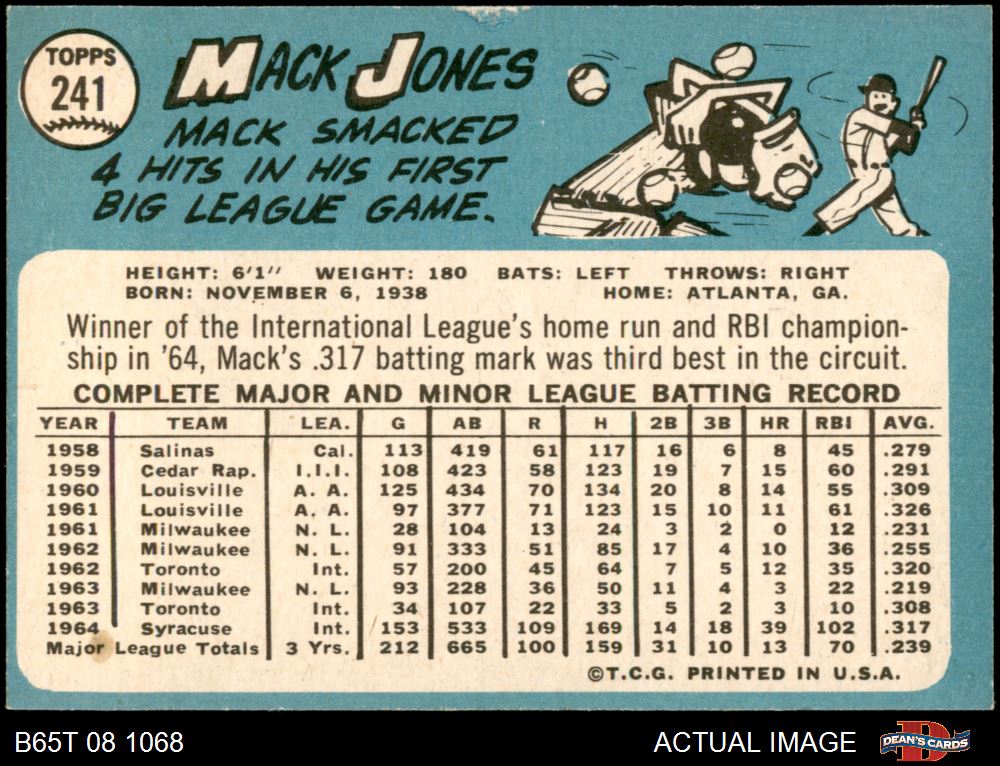 TOPPS
241
MACK JONES
MACK SMACKED
4 HITS IN HIS FIRST
BIG LEAGUE GAME.
HEIGHT: 6'1" WEIGHT: 180 BATS: LEFT THROWS: RIGHT
BORN: NOVEMBER 6, 1938 HOME: ATLANTA, GA.
Winner of the International League's home run and RBI champion-
ship in '64, Mack's .317 batting mark was third best in the circuit.
COMPLETE MAJOR AND MINOR LEAGUE BATTING RECORD
YEAR TEAM LEA. G AB R H 2B 3B HR RBI AVG.
1958 Salinas Cal. 113 419 61 117 16 6 8 45 .279
1959 Cedar Rap. I.I.I. 108 423 58 123 19 7 15 60 .291
1960 Louisville A. A. 125 434 70 134 20 8 14 55 .309
1961 Louisville A. A. 97 377 71 123 15 10 11 61 .326
1961 Milwaukee N. L. 28 104 13 24 3 2 0 12 .231
1962 Milwaukee N. L. 91 333 51 85 17 4 10 36 .255
1962 Toronto Int. 57 200 45 64 7 5 12 35 .320
1963 Milwaukee N. L. 93 228 36 50 11 4 3 22 .219
1963 Toronto Int. 34 107 22 33 5 2 3 10 .308
1964 Syracuse Int. 153 533 109 169 14 18 39 102 .317
Major League Totals 3 Yrs. 212 665 100 159 31 10 13 70 .239
©T.C.G. PRINTED IN U.S.A.
B65T 08 1068 ACTUAL IMAGE D DEAN'S CARDS